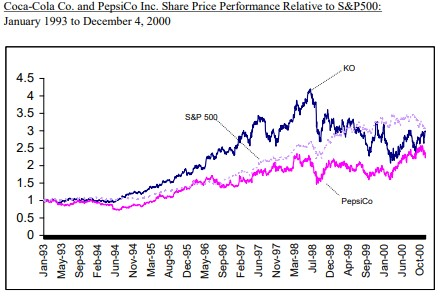 Coca-Cola Co. and PepsiCo Inc. Share Price Performance Relative to S&P500:
January 1993 to December 4, 2000
KO
S&P 500
PepsiCo
4.5
4
3.5
3
2.5
2
1.5
1
0.5
0
Jan-93
May-93
Sep-93
Feb-94
Jun-94
Nov-94
Mar-95
Aug-95
Dec-95
May-96
Sep-96
Feb-97
Jun-97
Nov-97
Mar-98
Jul-98
Dec-98
Apr-99
Sep-99
Jan-00
Jun-00
Oct-00